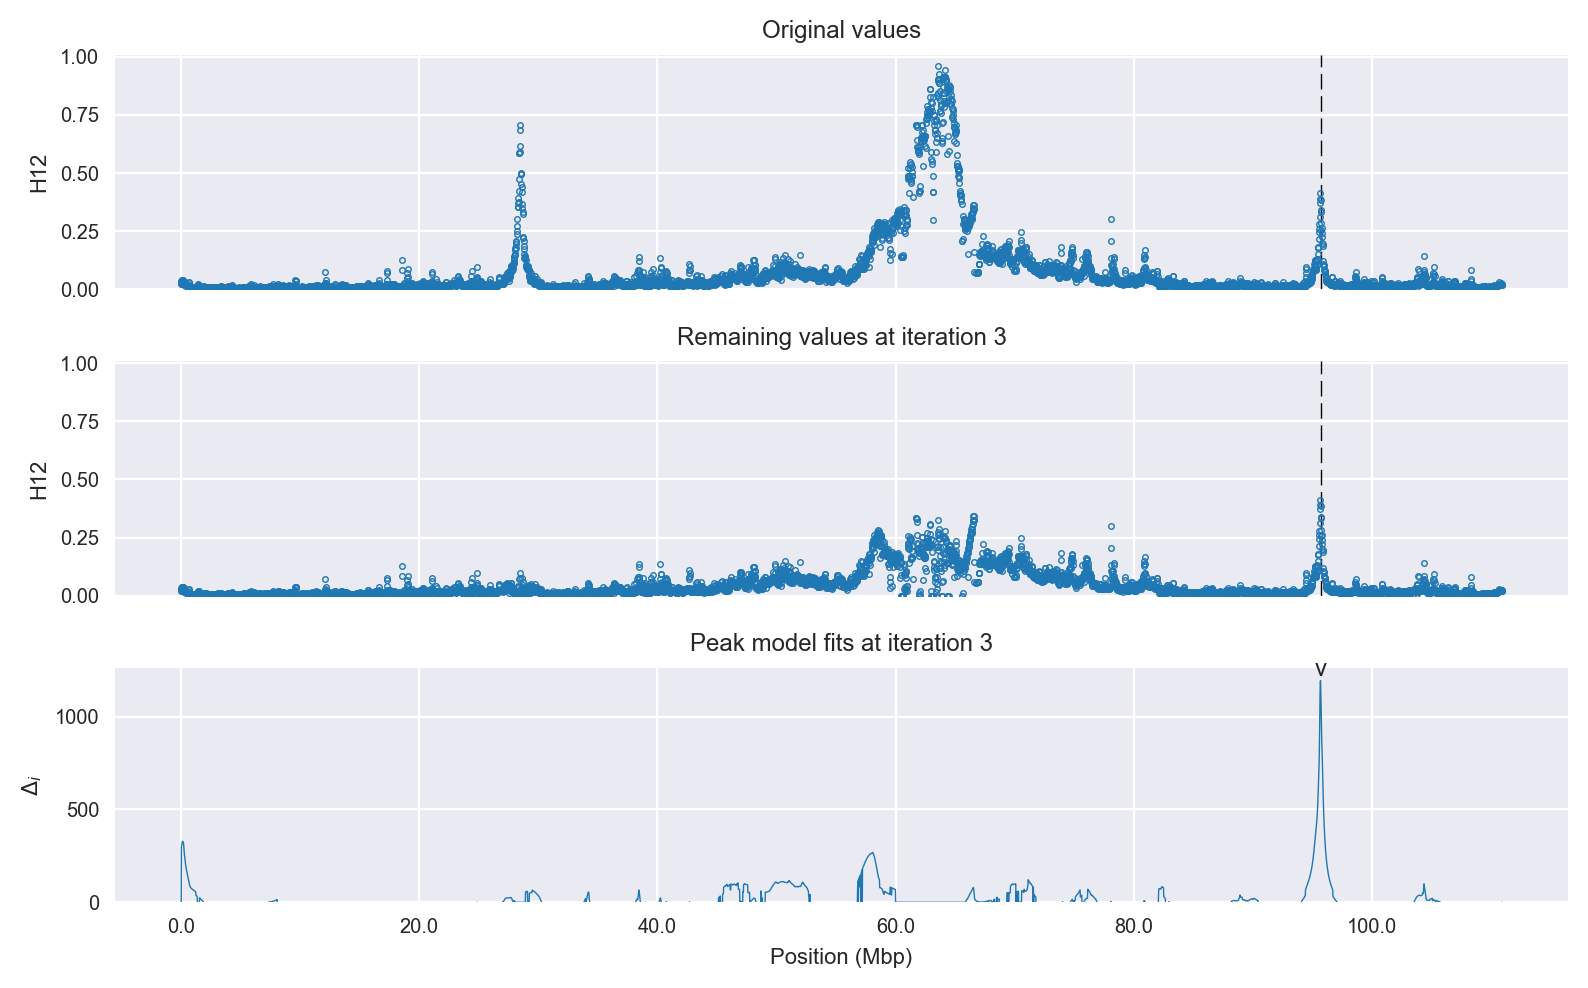 Original values
1.00
0.75
0.50
0.25
0.00
H12
Remaining values at iteration 3
1.00
0.75
0.50
0.25
0.00
H12
Peak model fits at iteration 3
v
1000
500
0
Δi
0.0 20.0 40.0 60.0 80.0 100.0
Position (Mbp)